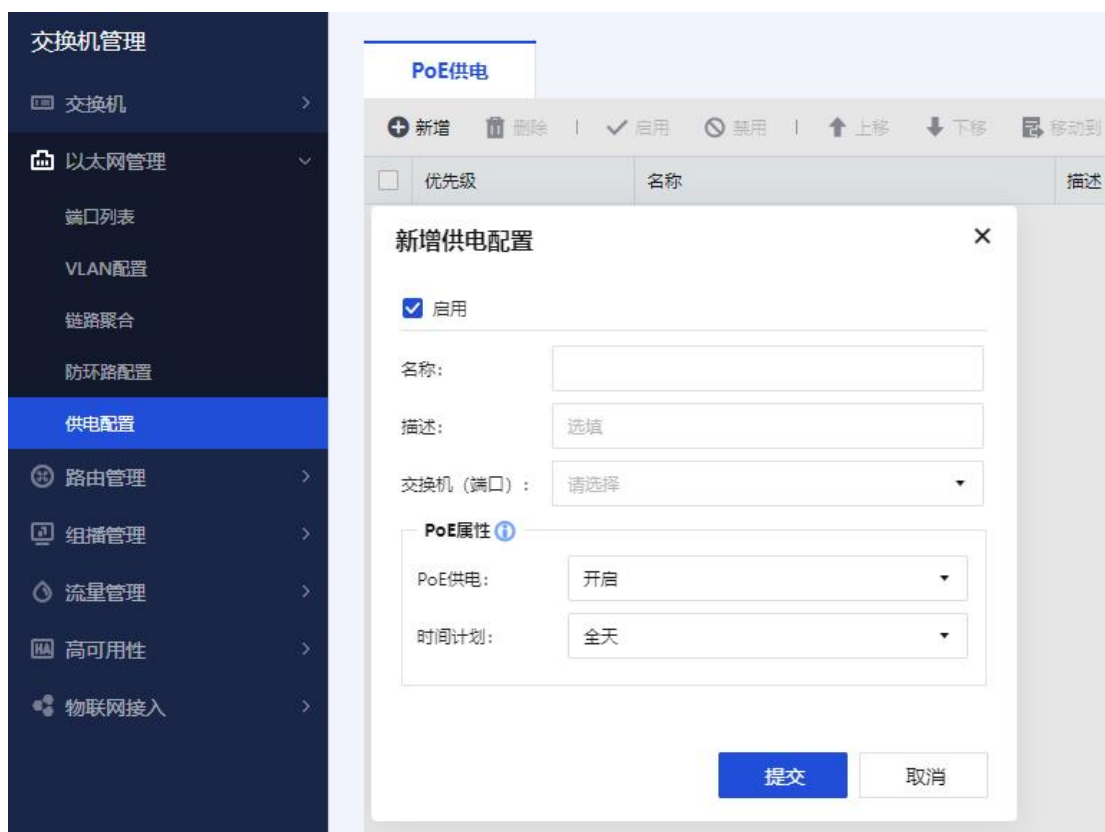 交换机管理
交换机
以太网管理
端口列表
VLAN配置
链路聚合
防环路配置
供电配置
路由管理
组播管理
流量管理
HA 高可用性
物联网接入
PoE供电
新增 删除 启用 禁用 上移 下移 移动到
优先级 名称 描述
新增供电配置
启用
名称:
描述: 选填
交换机（端口）: 请选择
PoE属性
PoE供电: 开启
时间计划: 全天
提交 取消